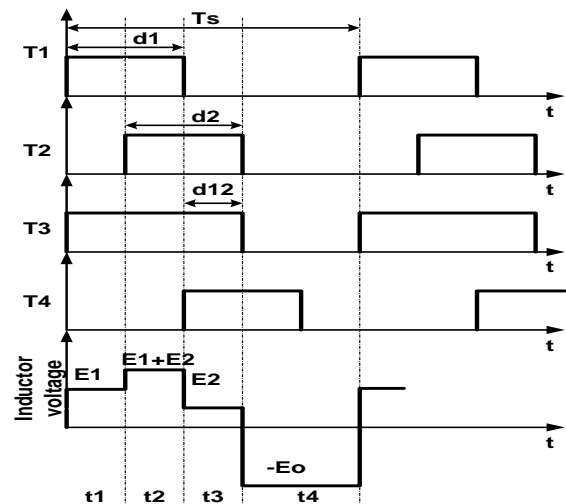 Ts
d1
T1
t
d2
T2
t
d12
T3
t
T4
t
E1 E1+E2 E2
Inductor
voltage
t
-Eo
t1 t2 t3 t4